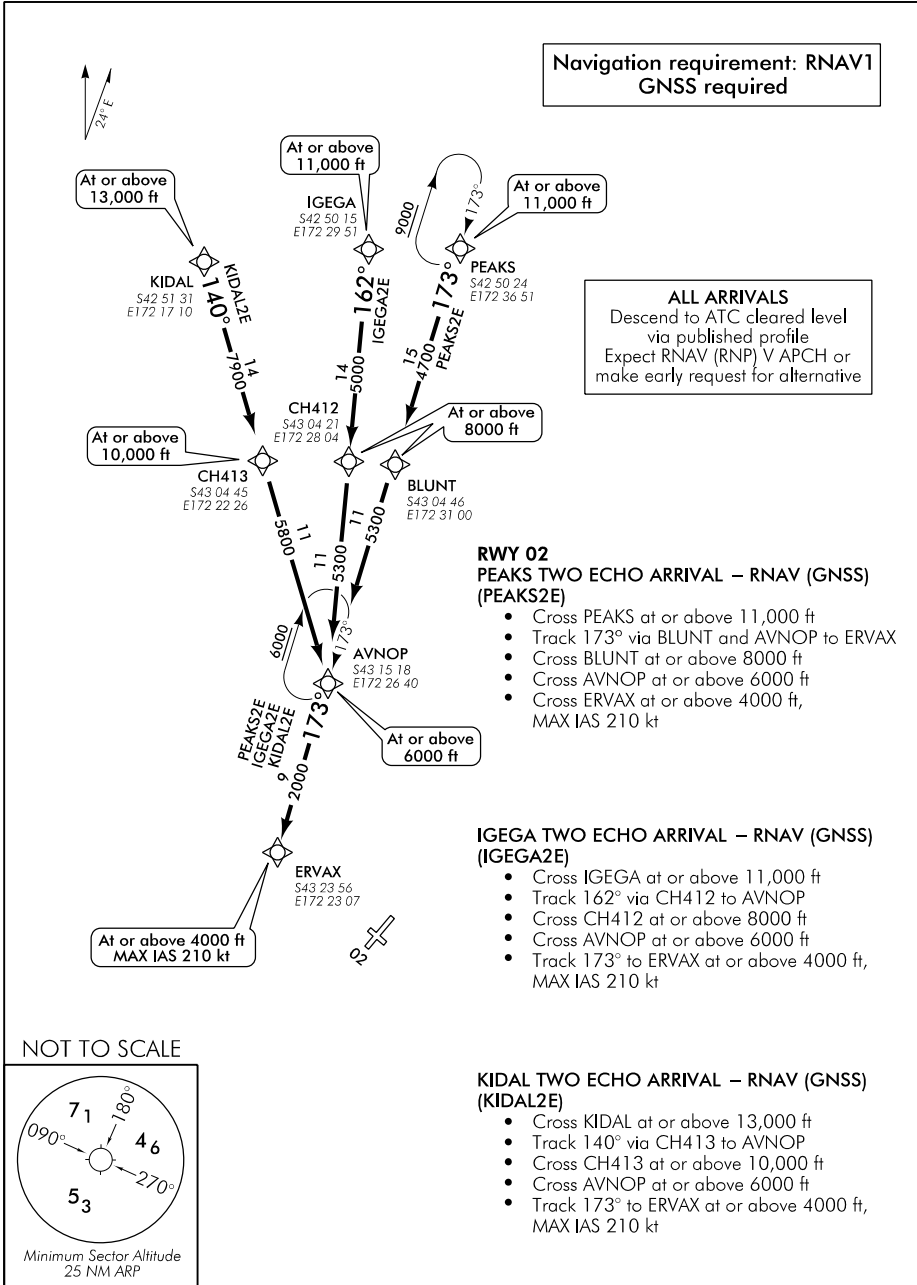 Navigation requirement: RNAV1
GNSS required
24° E
At or above
13,000 ft
At or above
11,000 ft
At or above
11,000 ft
IGEGA
S42 50 15
E172 29 51
9000
173°
KIDAL
S42 51 31
E172 17 10
PEAKS
S42 50 24
E172 36 51
140°
KIDAL2E
14
7900
162°
IGEGA2E
14
5000
173°
PEAKS2E
15
4700
ALL ARRIVALS
Descend to ATC cleared level
via published profile
Expect RNAV (RNP) V APCH or
make early request for alternative
At or above
10,000 ft
CH412
S43 04 21
E172 28 04
At or above
8000 ft
CH413
S43 04 45
E172 22 26
BLUNT
S43 04 46
E172 31 00
11
5800
11
5300
11
5300
6000
173°
AVNOP
S43 15 18
E172 26 40
At or above
6000 ft
PEAKS2E
IGEGA2E
KIDAL2E
173°
9
2000
ERVAX
S43 23 56
E172 23 07
At or above 4000 ft
MAX IAS 210 kt
02
RWY 02
PEAKS TWO ECHO ARRIVAL – RNAV (GNSS)
(PEAKS2E)
• Cross PEAKS at or above 11,000 ft
• Track 173° via BLUNT and AVNOP to ERVAX
• Cross BLUNT at or above 8000 ft
• Cross AVNOP at or above 6000 ft
• Cross ERVAX at or above 4000 ft,
MAX IAS 210 kt
IGEGA TWO ECHO ARRIVAL – RNAV (GNSS)
(IGEGA2E)
• Cross IGEGA at or above 11,000 ft
• Track 162° via CH412 to AVNOP
• Cross CH412 at or above 8000 ft
• Cross AVNOP at or above 6000 ft
• Track 173° to ERVAX at or above 4000 ft,
MAX IAS 210 kt
KIDAL TWO ECHO ARRIVAL – RNAV (GNSS)
(KIDAL2E)
• Cross KIDAL at or above 13,000 ft
• Track 140° via CH413 to AVNOP
• Cross CH413 at or above 10,000 ft
• Cross AVNOP at or above 6000 ft
• Track 173° to ERVAX at or above 4000 ft,
MAX IAS 210 kt
NOT TO SCALE
71
180°
090°
46
270°
53
Minimum Sector Altitude
25 NM ARP